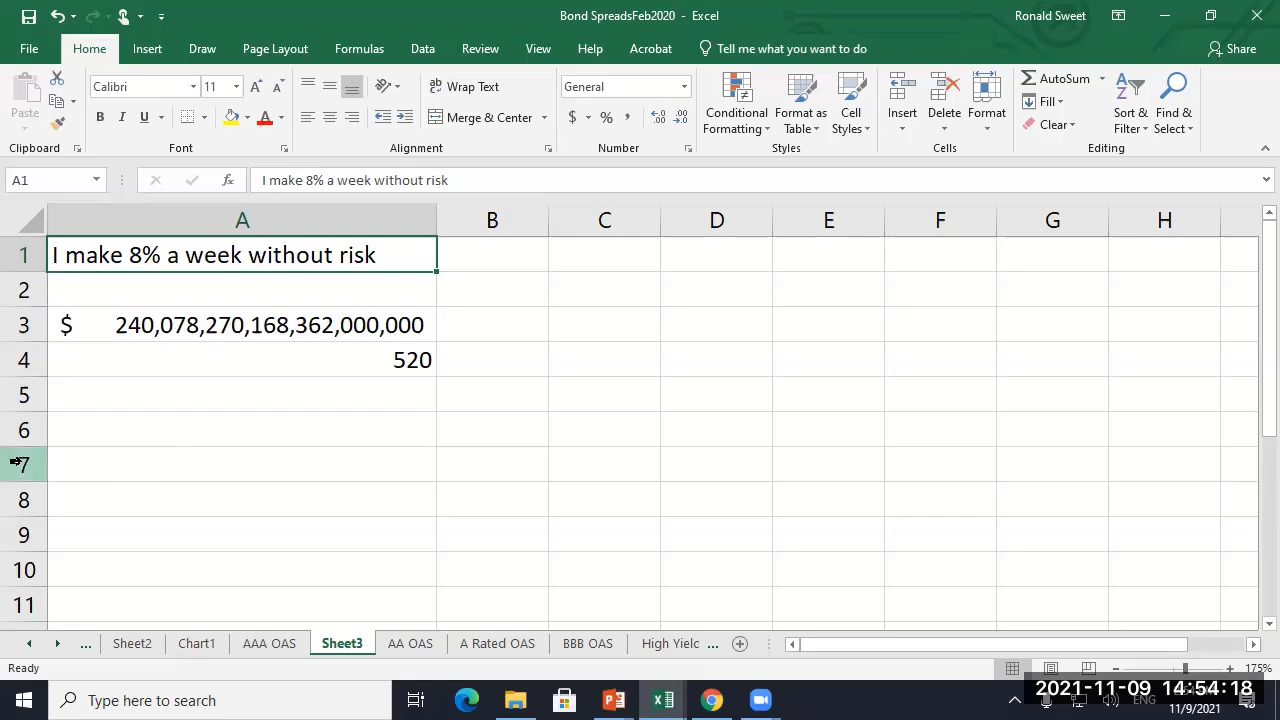 Bond SpreadsFeb2020 - Excel
Ronald Sweet
File Home Insert Draw Page Layout Formulas Data Review View Help Acrobat Tell me what you want to do Share
Paste
Calibri 11
B I U
A A
Wrap Text
Merge & Center
General
$ % ,
Conditional Formatting
Format as Table
Cell Styles
Insert
Delete
Format
AutoSum
Fill
Clear
Sort & Filter
Find & Select
Clipboard Font Alignment Number Styles Cells Editing
A1 fx I make 8% a week without risk
A B C D E F G H
1 I make 8% a week without risk
2
3 $ 240,078,270,168,362,000,000
4 520
5
6
7
8
9
10
11
... Sheet2 Chart1 AAA OAS Sheet3 AA OAS A Rated OAS BBB OAS High Yielc ...
Ready 175%
Type here to search
2021-11-09 14:54:18
ENG
11/9/2021